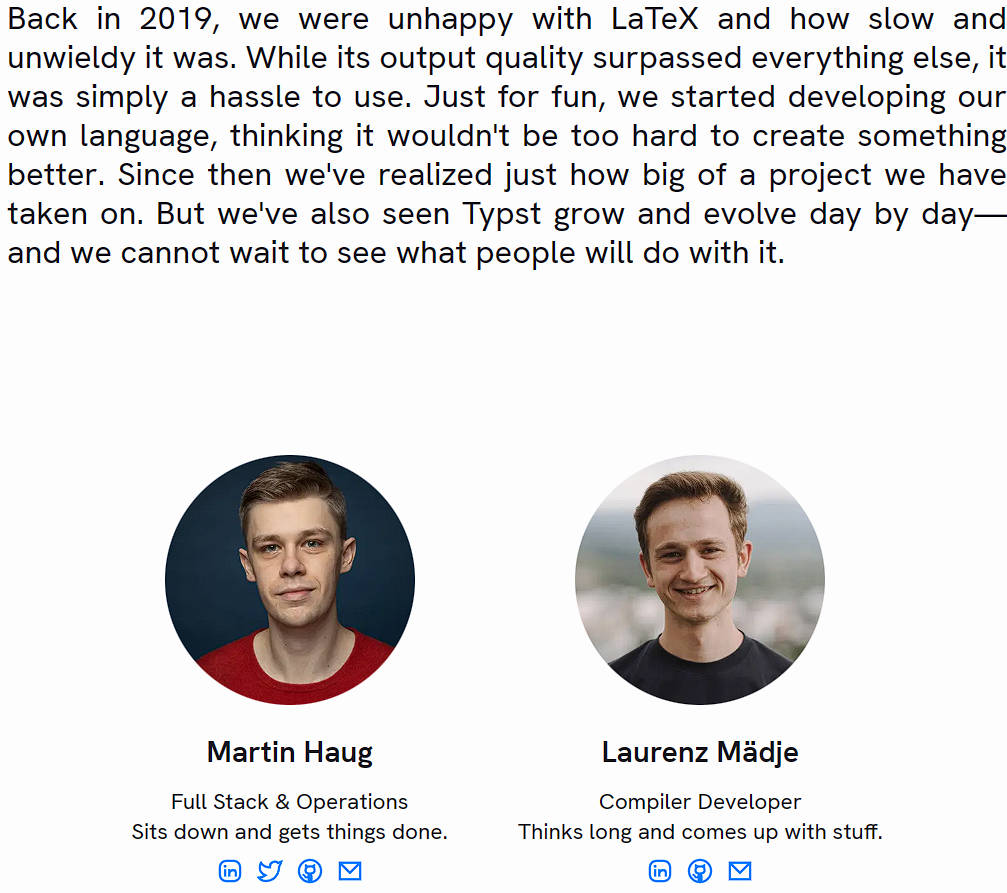 Back in 2019, we were unhappy with LaTeX and how slow and
unwieldy it was. While its output quality surpassed everything else, it
was simply a hassle to use. Just for fun, we started developing our
own language, thinking it wouldn't be too hard to create something
better. Since then we've realized just how big of a project we have
taken on. But we've also seen Typst grow and evolve day by day—
and we cannot wait to see what people will do with it.
Martin Haug
Full Stack & Operations
Sits down and gets things done.
Laurenz Mädje
Compiler Developer
Thinks long and comes up with stuff.